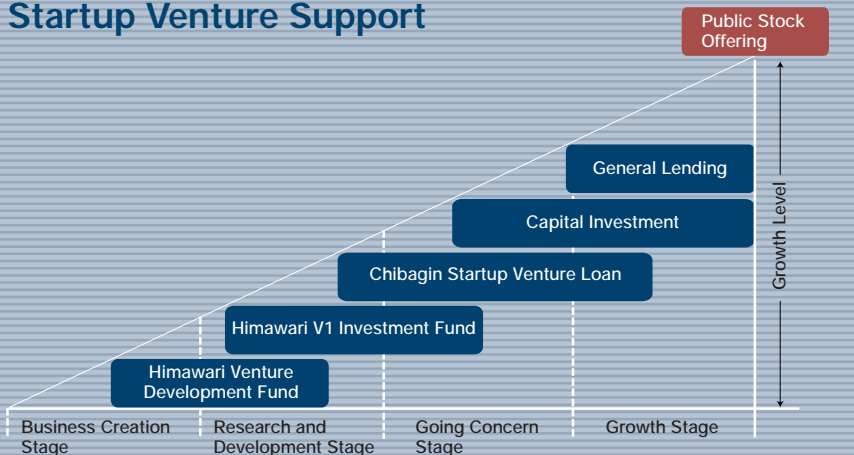 Startup Venture Support
Public Stock
Offering
General Lending
Capital Investment
Growth Level
Chibagin Startup Venture Loan
Himawari V1 Investment Fund
Himawari Venture
Development Fund
Business Creation
Stage
Research and
Development Stage
Going Concern
Stage
Growth Stage